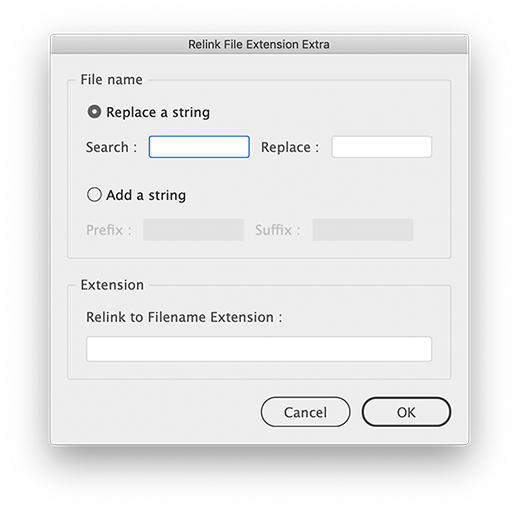 Relink File Extension Extra
File name
Replace a string
Search : Replace :
Add a string
Prefix : Suffix :
Extension
Relink to Filename Extension :
Cancel OK